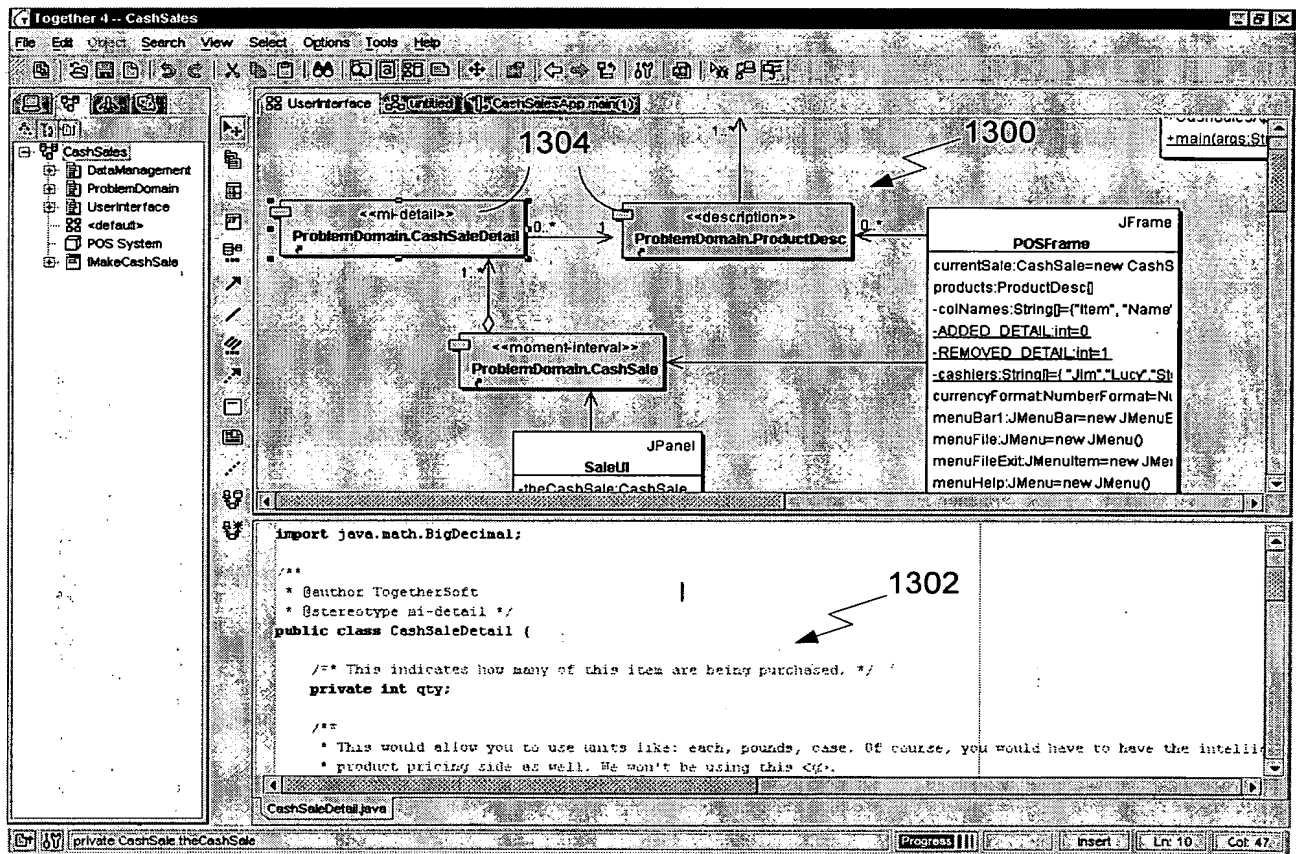 Together 4 -- CashSales
File Edit Object Search View Select Options Tools Help
UserInterface untitled CashSalesApp.main(1)
CashSales
DataManagement
ProblemDomain
UserInterface
<default>
POS System
IMakeCashSale
1304
1300
1..*
+main(args:St
<<mi-detail>>
ProblemDomain.CashSaleDetail
0..*
1
<<description>>
ProblemDomain.ProductDesc
0..*
1..*
<<moment-interval>>
ProblemDomain.CashSale
JFrame
POSFrame
currentSale:CashSale=new CashS
products:ProductDesc[]
-colNames:String[]={"Item", "Name"
-ADDED_DETAIL:int=0
-REMOVED_DETAIL:int=1
-cashiers:String[]={ "Jim","Lucy","St
currencyFormat:NumberFormat=Nu
menuBar1:JMenuBar=new JMenuB
menuFile:JMenu=new JMenu()
menuFileExit:JMenuItem=new JMen
menuHelp:JMenu=new JMenu()
JPanel
SaleUI
-theCashSale:CashSale
import java.math.BigDecimal;
/**
* @author TogetherSoft
* @stereotype mi-detail */
public class CashSaleDetail {
1302
/** This indicates how many of this item are being purchased. */
private int qty;
/**
* This would allow you to use units like: each, pounds, case. Of course, you would have to have the intelli
* product pricing side as well. We won't be using this
CashSaleDetail.java
private CashSale theCashSale
Progress
Insert
Ln: 10
Col: 47